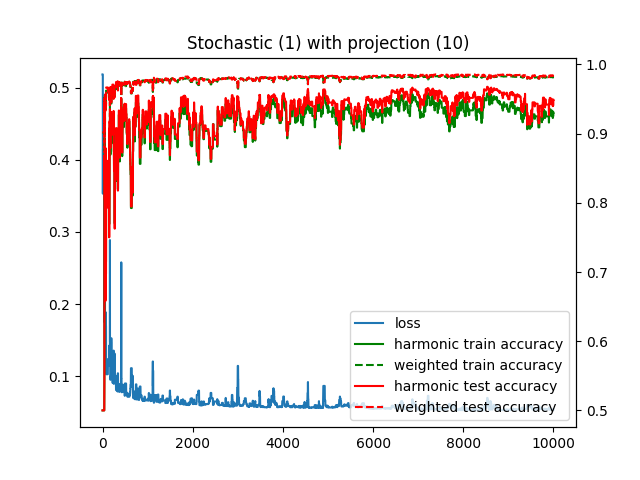 Stochastic (1) with projection (10)
0.5
0.4
0.3
0.2
0.1
1.0
0.9
0.8
0.7
0.6
0.5
0
2000
4000
6000
8000
10000
loss
harmonic train accuracy
weighted train accuracy
harmonic test accuracy
weighted test accuracy